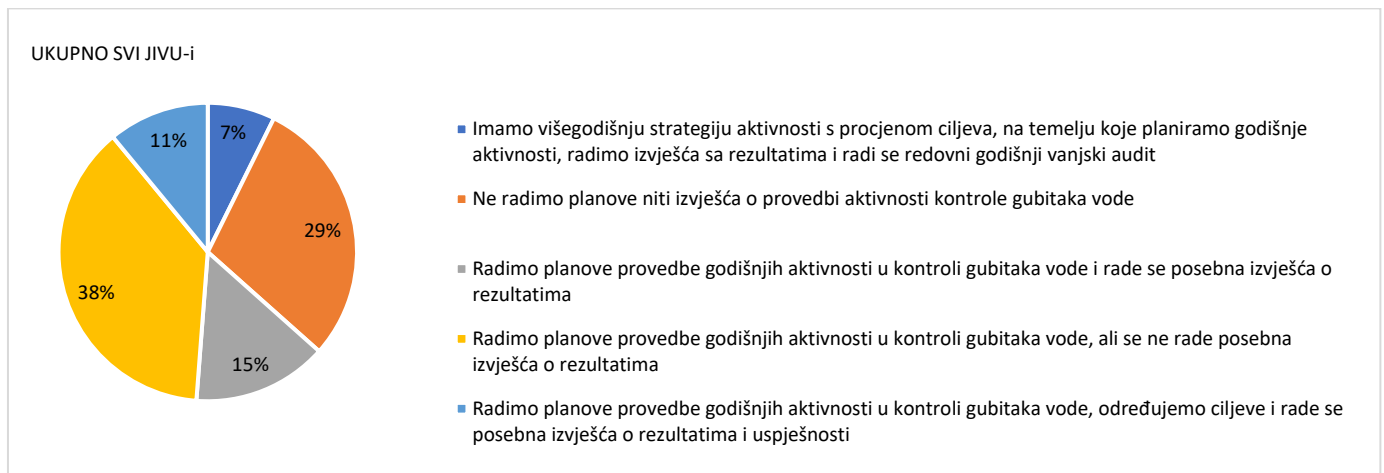 UKUPNO SVI JIVU-i
7%
11%
29%
38%
15%
Imamo višegodišnju strategiju aktivnosti s procjenom ciljeva, na temelju koje planiramo godišnje
aktivnosti, radimo izvješća sa rezultatima i radi se redovni godišnji vanjski audit
Ne radimo planove niti izvješća o provedbi aktivnosti kontrole gubitaka vode
Radimo planove provedbe godišnjih aktivnosti u kontroli gubitaka vode i rade se posebna izvješća o
rezultatima
Radimo planove provedbe godišnjih aktivnosti u kontroli gubitaka vode, ali se ne rade posebna
izvješća o rezultatima
Radimo planove provedbe godišnjih aktivnosti u kontroli gubitaka vode, određujemo ciljeve i rade se
posebna izvješća o rezultatima i uspješnosti